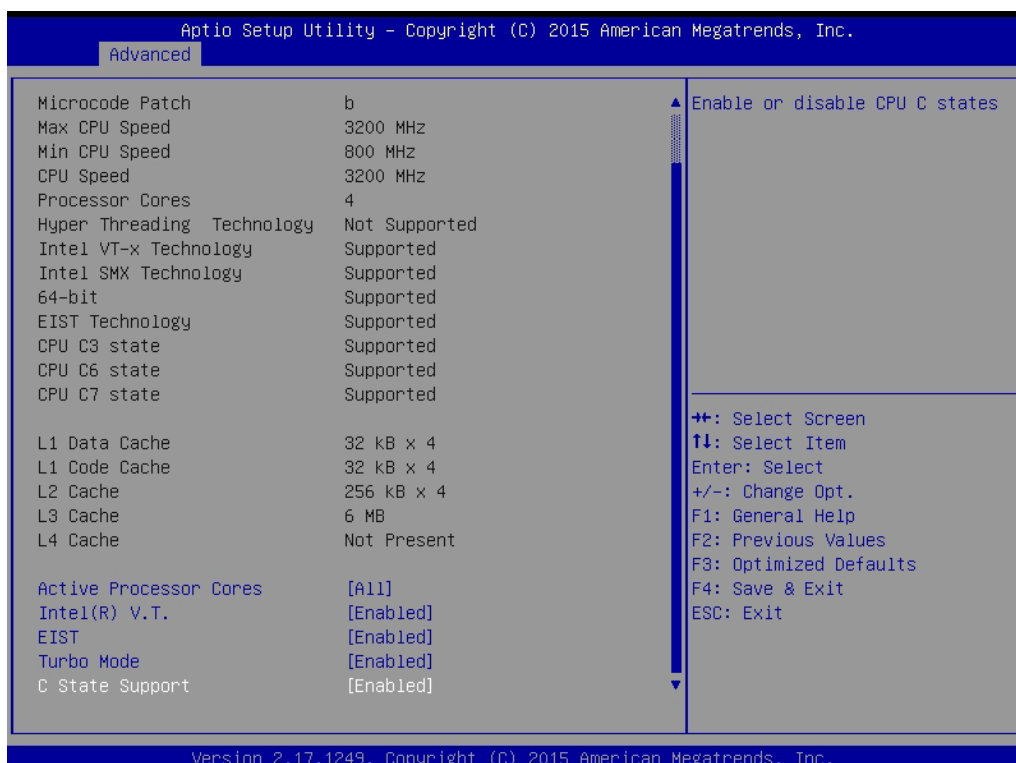 Aptio Setup Utility – Copyright (C) 2015 American Megatrends, Inc.
Advanced
Microcode Patch b
Max CPU Speed 3200 MHz
Min CPU Speed 800 MHz
CPU Speed 3200 MHz
Processor Cores 4
Hyper Threading Technology Not Supported
Intel VT-x Technology Supported
Intel SMX Technology Supported
64-bit Supported
EIST Technology Supported
CPU C3 state Supported
CPU C6 state Supported
CPU C7 state Supported
L1 Data Cache 32 kB x 4
L1 Code Cache 32 kB x 4
L2 Cache 256 kB x 4
L3 Cache 6 MB
L4 Cache Not Present
Active Processor Cores [All]
Intel(R) V.T. [Enabled]
EIST [Enabled]
Turbo Mode [Enabled]
C State Support [Enabled]
Enable or disable CPU C states
→←: Select Screen
↑↓: Select Item
Enter: Select
+/-: Change Opt.
F1: General Help
F2: Previous Values
F3: Optimized Defaults
F4: Save & Exit
ESC: Exit
Version 2.17.1249. Copyright (C) 2015 American Megatrends, Inc.